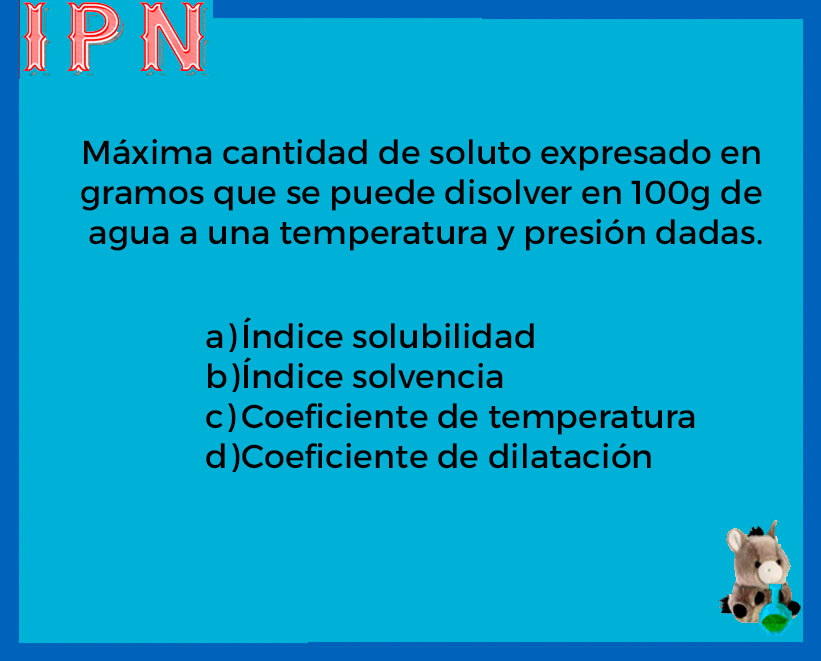 IPN
Máxima cantidad de soluto expresado en
gramos que se puede disolver en 100g de
agua a una temperatura y presión dadas.
a)Índice solubilidad
b)Índice solvencia
c)Coeficiente de temperatura
d)Coeficiente de dilatación